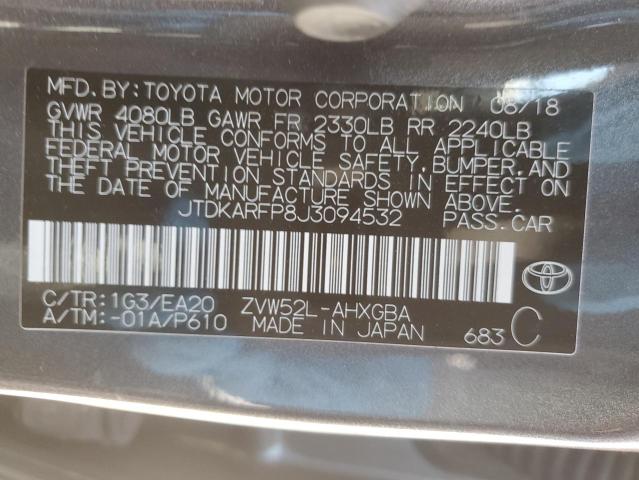 MFD. BY: TOYOTA MOTOR CORPORATION 08/18
GVWR 4080LB GAWR FR 2330LB RR 2240LB
THIS VEHICLE CONFORMS TO ALL APPLICABLE
FEDERAL MOTOR VEHICLE SAFETY, BUMPER, AND
THEFT PREVENTION STANDARDS IN EFFECT ON
THE DATE OF MANUFACTURE SHOWN ABOVE.
JTDKARFP8J3094532 PASS.CAR
C/TR: 1G3/EA20 ZVW52L-AHXGBA
A/TM: -01A/P610 MADE IN JAPAN 683 C